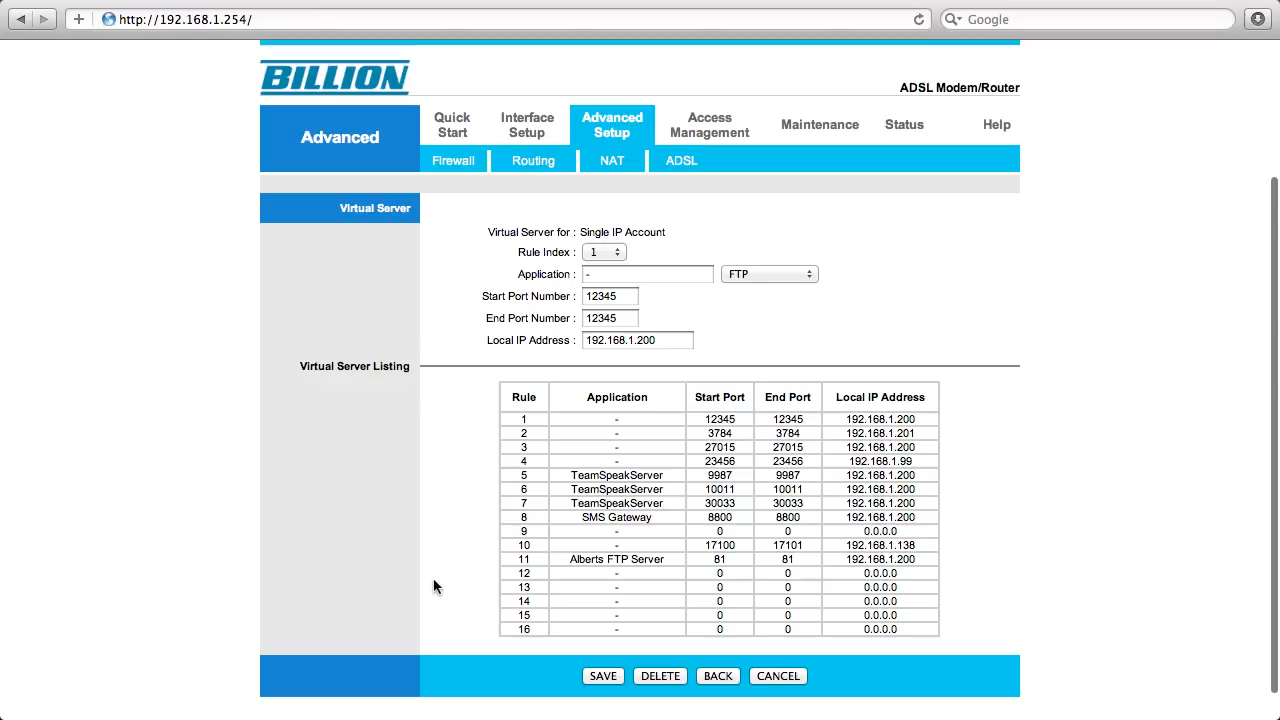 http://192.168.1.254/
Google
BILLION
ADSL Modem/Router
Advanced
Quick Start
Interface Setup
Advanced Setup
Access Management
Maintenance
Status
Help
Firewall
Routing
NAT
ADSL
Virtual Server
Virtual Server for : Single IP Account
Rule Index : 1
Application : - FTP
Start Port Number : 12345
End Port Number : 12345
Local IP Address : 192.168.1.200
Virtual Server Listing
Rule Application Start Port End Port Local IP Address
1 - 12345 12345 192.168.1.200
2 - 3784 3784 192.168.1.201
3 - 27015 27015 192.168.1.200
4 - 23456 23456 192.168.1.99
5 TeamSpeakServer 9987 9987 192.168.1.200
6 TeamSpeakServer 10011 10011 192.168.1.200
7 TeamSpeakServer 30033 30033 192.168.1.200
8 SMS Gateway 8800 8800 192.168.1.200
9 - 0 0 0.0.0.0
10 - 17100 17101 192.168.1.138
11 Alberts FTP Server 81 81 192.168.1.200
12 - 0 0 0.0.0.0
13 - 0 0 0.0.0.0
14 - 0 0 0.0.0.0
15 - 0 0 0.0.0.0
16 - 0 0 0.0.0.0
SAVE DELETE BACK CANCEL